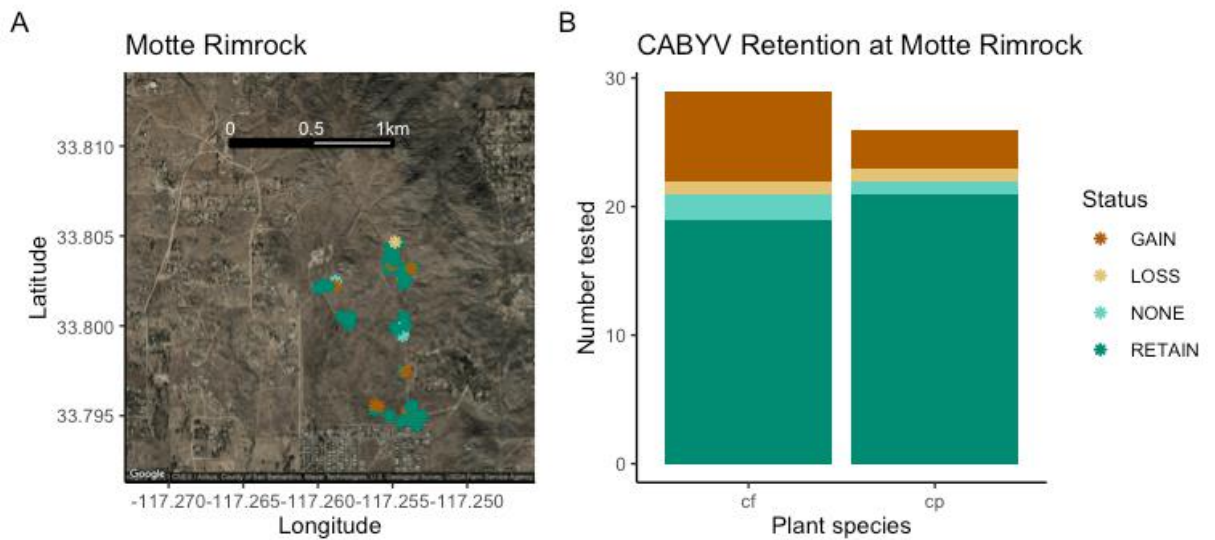 A
Motte Rimrock
0 0.5 1km
33.810
33.805
33.800
33.795
Latitude
Google
-117.270-117.265-117.260-117.255-117.250
Longitude
B
CABYV Retention at Motte Rimrock
30
20
10
0
Number tested
cf cp
Plant species
Status
GAIN
LOSS
NONE
RETAIN